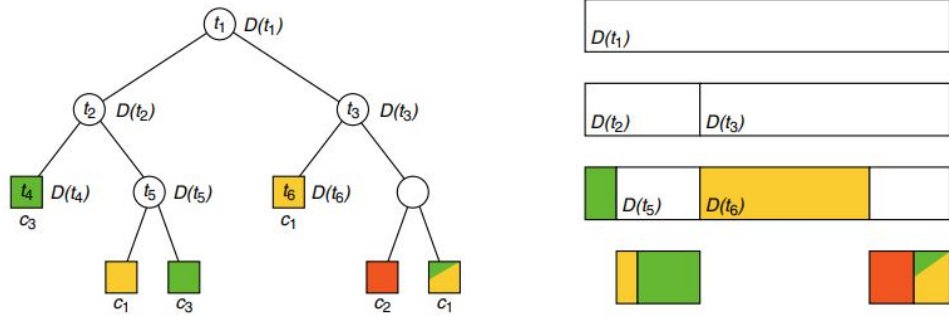 t1 D(t1)
D(t1)
t2 D(t2) t3 D(t3)
D(t2) D(t3)
t4 D(t4) t5 D(t5) t6 D(t6)
D(t5) D(t6)
c3 c1
c1 c3 c2 c1